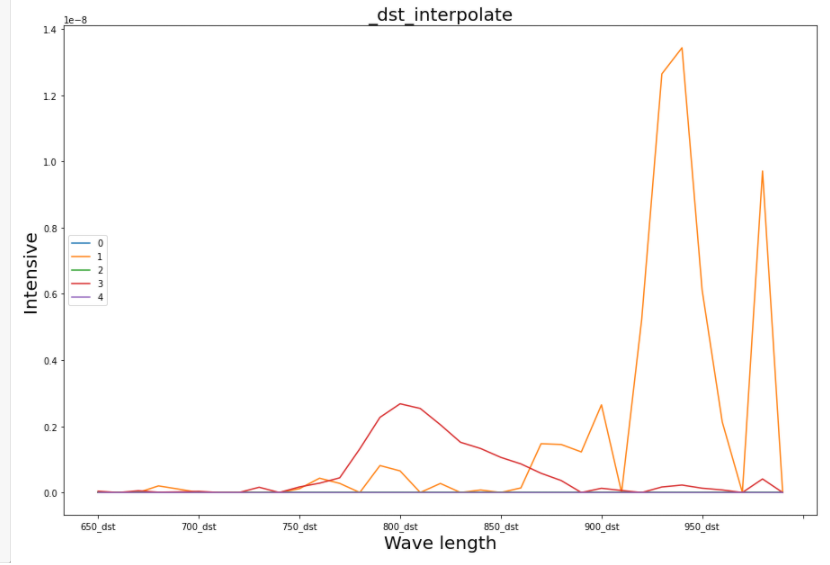 _dst_interpolate
1e−8
1.4
1.2
1.0
0.8
0.6
0.4
0.2
0.0
Intensive
0
1
2
3
4
650_dst 700_dst 750_dst 800_dst 850_dst 900_dst 950_dst
Wave length